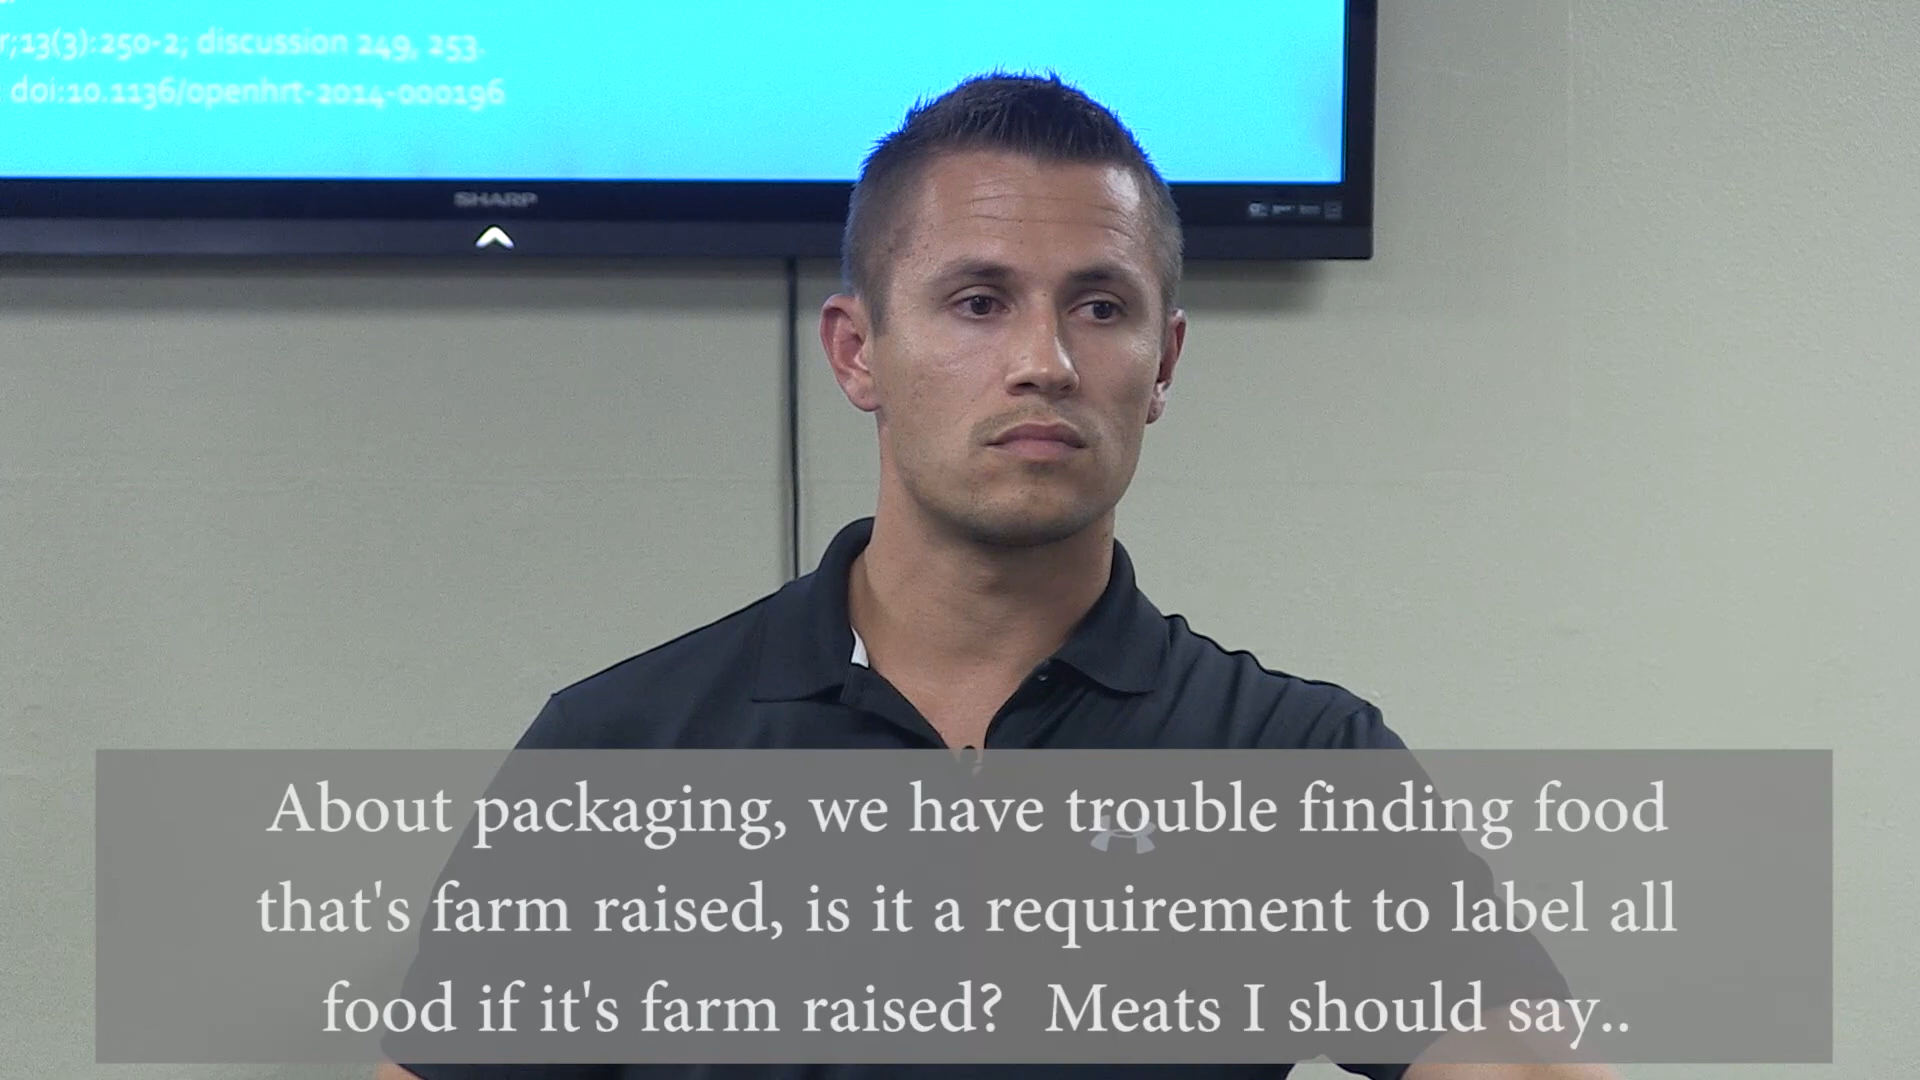 r;13(3):250-2; discussion 249, 253.
doi:10.1136/openhrt-2014-000196
SHARP
About packaging, we have trouble finding food
that's farm raised, is it a requirement to label all
food if it's farm raised?  Meats I should say..